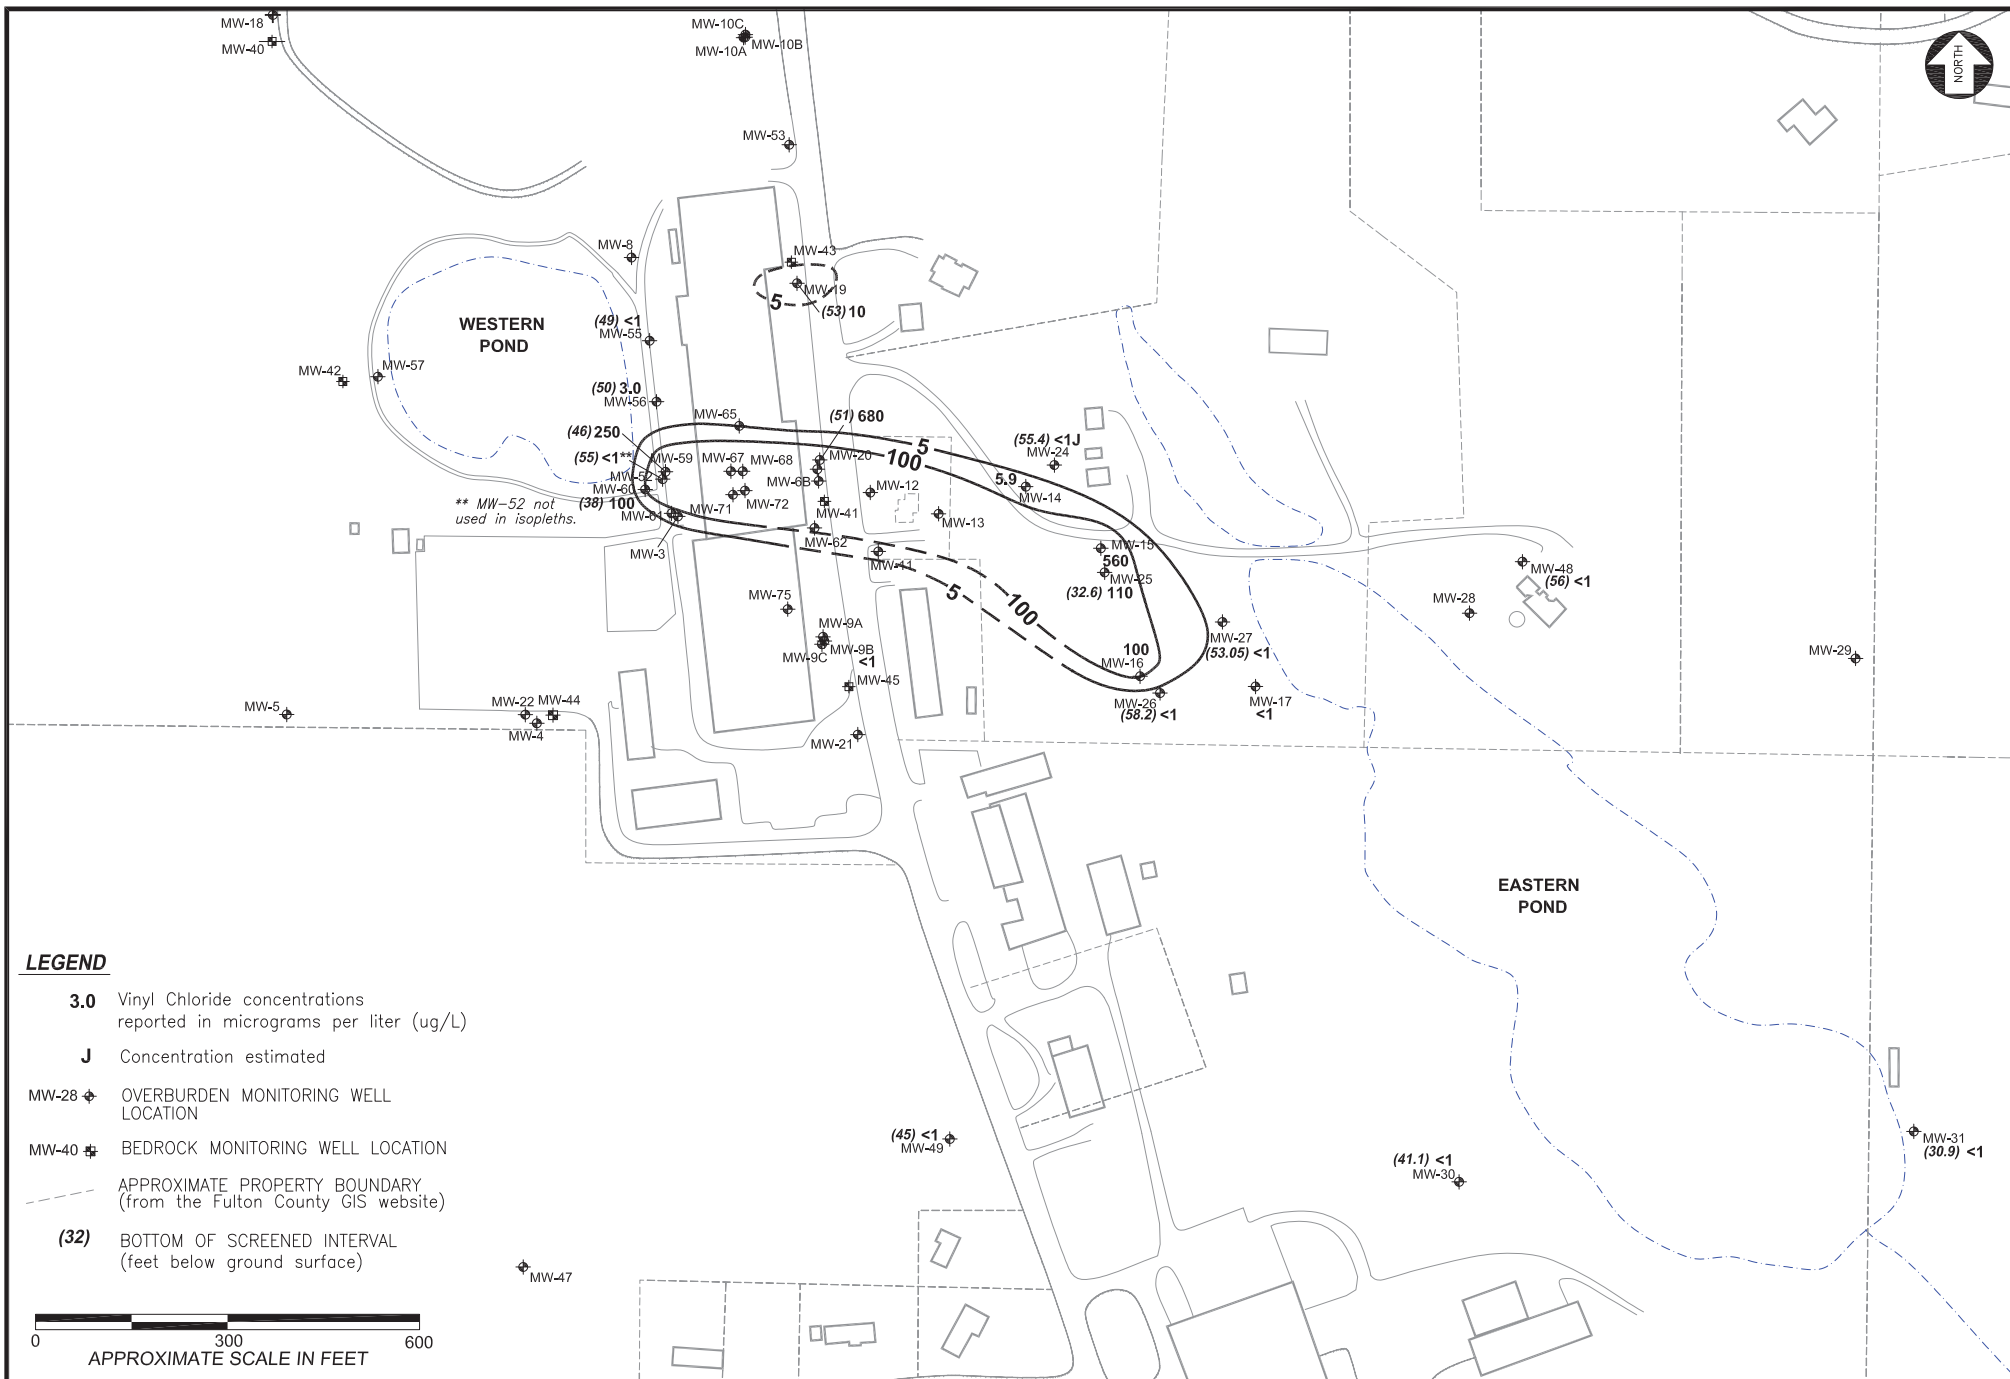 MW-18
MW-40
MW-10C
MW-10B
MW-10A
NORTH
MW-53
MW-8
MW-43
MW-19
5
(53) 10
WESTERN
POND
(49) <1
MW-55
MW-42
MW-57
(50) 3.0
MW-56
MW-65
(51) 680
(46) 250
5
100
MW-20
(55.4) <1J
MW-24
(55) <1**
MW-59
MW-67
MW-68
MW-52
MW-6B
5.9
MW-14
MW-60
MW-12
** MW-52 not
used in isopleths.
(38) 100
MW-61
MW-71
MW-72
MW-41
MW-13
MW-3
MW-62
MW-11
MW-15
560
MW-25
(32.6) 110
MW-48
(56) <1
5
100
MW-75
MW-28
MW-9A
MW-9B
MW-9C
<1
MW-45
MW-27
(53.05) <1
100
MW-16
MW-29
MW-26
(58.2) <1
MW-17
<1
MW-5
MW-22
MW-44
MW-4
MW-21
EASTERN
POND
LEGEND
3.0 Vinyl Chloride concentrations
reported in micrograms per liter (ug/L)
J Concentration estimated
MW-28 OVERBURDEN MONITORING WELL
LOCATION
MW-40 BEDROCK MONITORING WELL LOCATION
APPROXIMATE PROPERTY BOUNDARY
(from the Fulton County GIS website)
(32) BOTTOM OF SCREENED INTERVAL
(feet below ground surface)
(45) <1
MW-49
(41.1) <1
MW-30
MW-31
(30.9) <1
MW-47
0 300 600
APPROXIMATE SCALE IN FEET